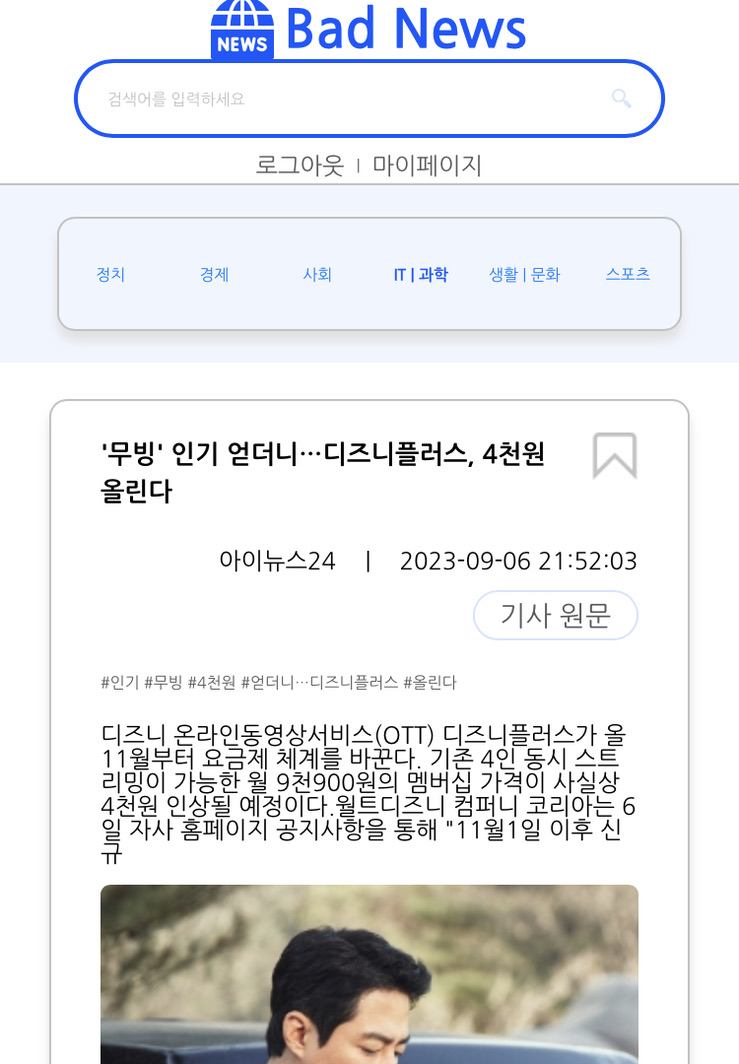 NEWS Bad News
검색어를 입력하세요
로그아웃 | 마이페이지
정치 경제 사회 IT | 과학 생활 | 문화 스포츠
'무빙' 인기 얻더니…디즈니플러스, 4천원
올린다
아이뉴스24 | 2023-09-06 21:52:03
기사 원문
#인기 #무빙 #4천원 #얻더니…디즈니플러스 #올린다
디즈니 온라인동영상서비스(OTT) 디즈니플러스가 올
11월부터 요금제 체계를 바꾼다. 기존 4인 동시 스트
리밍이 가능한 월 9천900원의 멤버십 가격이 사실상
4천원 인상될 예정이다.월트디즈니 컴퍼니 코리아는 6
일 자사 홈페이지 공지사항을 통해 "11월1일 이후 신
규